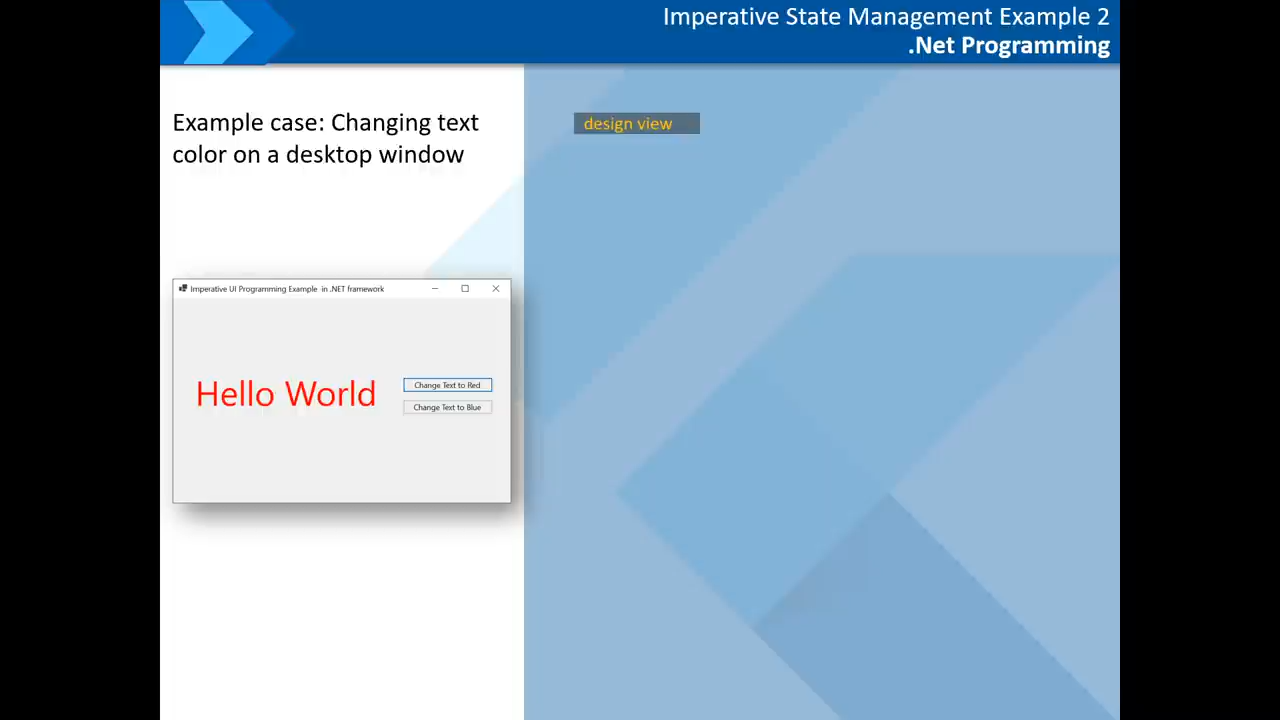 Imperative State Management Example 2
.Net Programming
Example case: Changing text
color on a desktop window
design view
Imperative UI Programming Example  in .NET framework
Hello World
Change Text to Red
Change Text to Blue